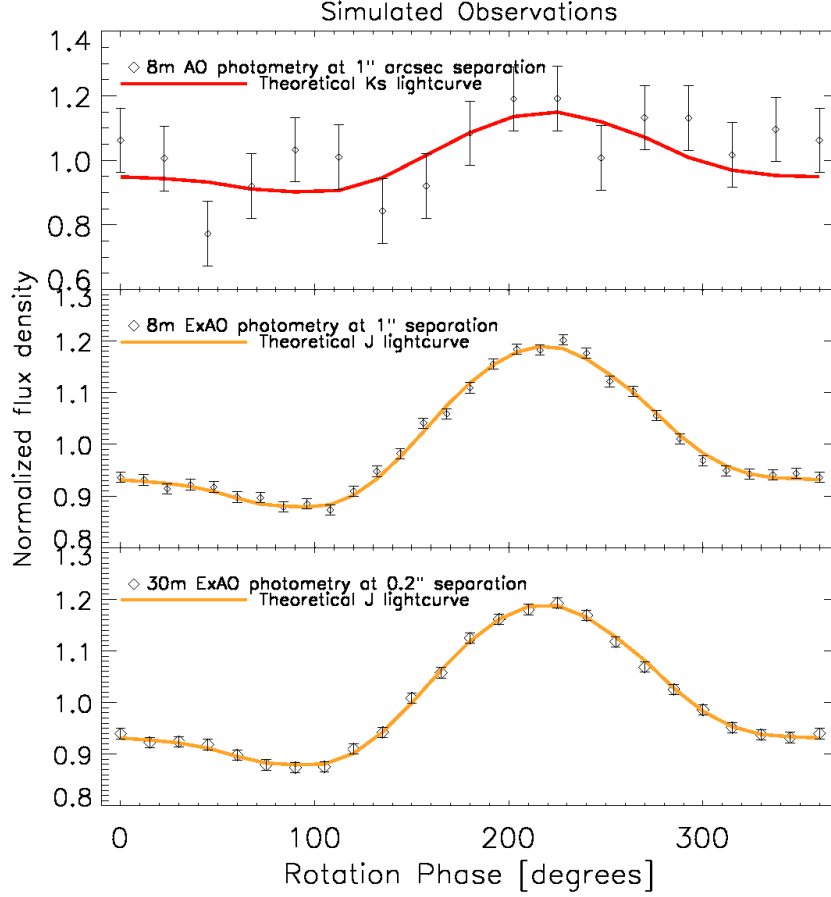 Simulated Observations
1.4
8m AO photometry at 1" arcsec separation
Theoretical Ks lightcurve
1.2
1.0
0.8
0.6
1.3
8m ExAO photometry at 1" separation
Theoretical J lightcurve
1.2
1.1
1.0
0.9
0.8
Normalized flux density
1.3
30m ExAO photometry at 0.2" separation
Theoretical J lightcurve
1.2
1.1
1.0
0.9
0.8
0 100 200 300
Rotation Phase [degrees]